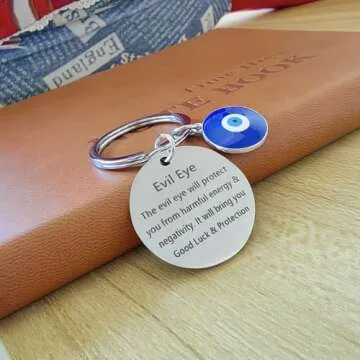 England
NOTE BOOK
Evil Eye
The evil eye will protect
you from harmful energy &
negativity. It will bring you
Good Luck & Protection